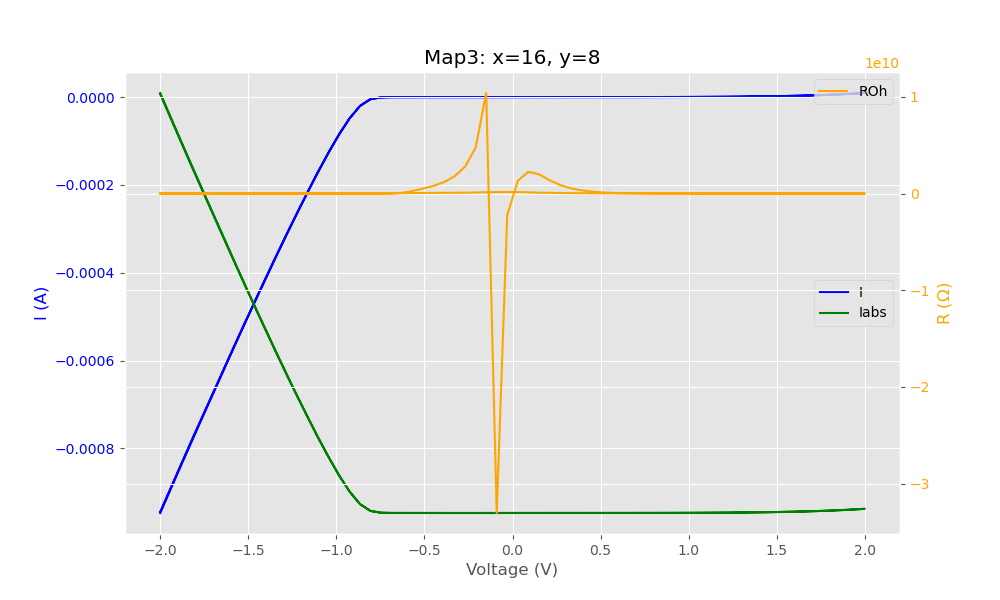 Map3: x=16, y=8
1e10
0.0000
−0.0002
−0.0004
−0.0006
−0.0008
I (A)
ROh
i
Iabs
1
0
−1
−2
−3
R (Ω)
−2.0
−1.5
−1.0
−0.5
0.0
0.5
1.0
1.5
2.0
Voltage (V)